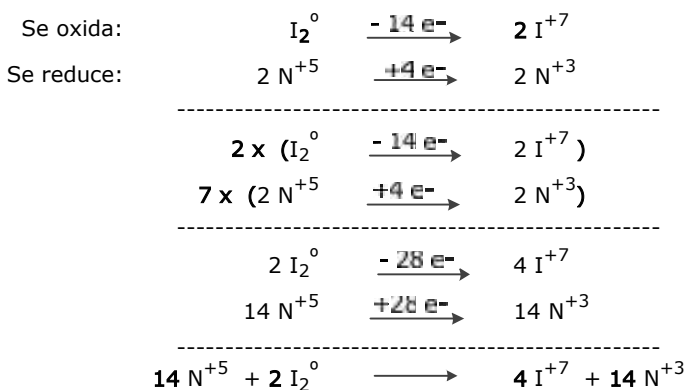 Se oxida: I₂° - 14 e- 2 I⁺⁷
Se reduce: 2 N⁺⁵ +4 e- 2 N⁺³
--------------------------------------------------
2 x (I₂° - 14 e- 2 I⁺⁷ )
7 x (2 N⁺⁵ +4 e- 2 N⁺³)
--------------------------------------------------
2 I₂° - 28 e- 4 I⁺⁷
14 N⁺⁵ +28 e- 14 N⁺³
--------------------------------------------------
14 N⁺⁵ + 2 I₂° 4 I⁺⁷ + 14 N⁺³